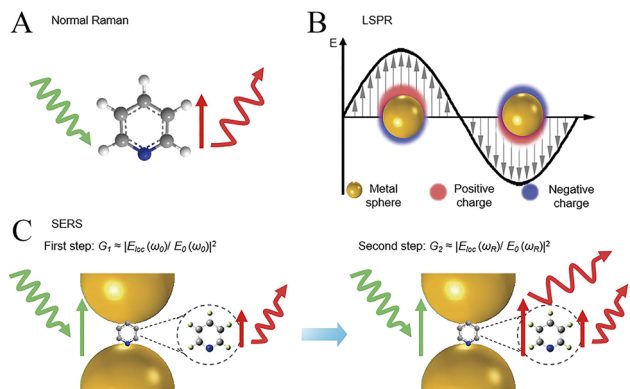 A
Normal Raman
B
LSPR
E
Metal
sphere
Positive
charge
Negative
charge
C
SERS
First step: G₁ ≈ |Eloc(ω₀)/ E₀(ω₀)|²
Second step: G₂ ≈ |Eloc(ωR)/ E₀(ωR)|²